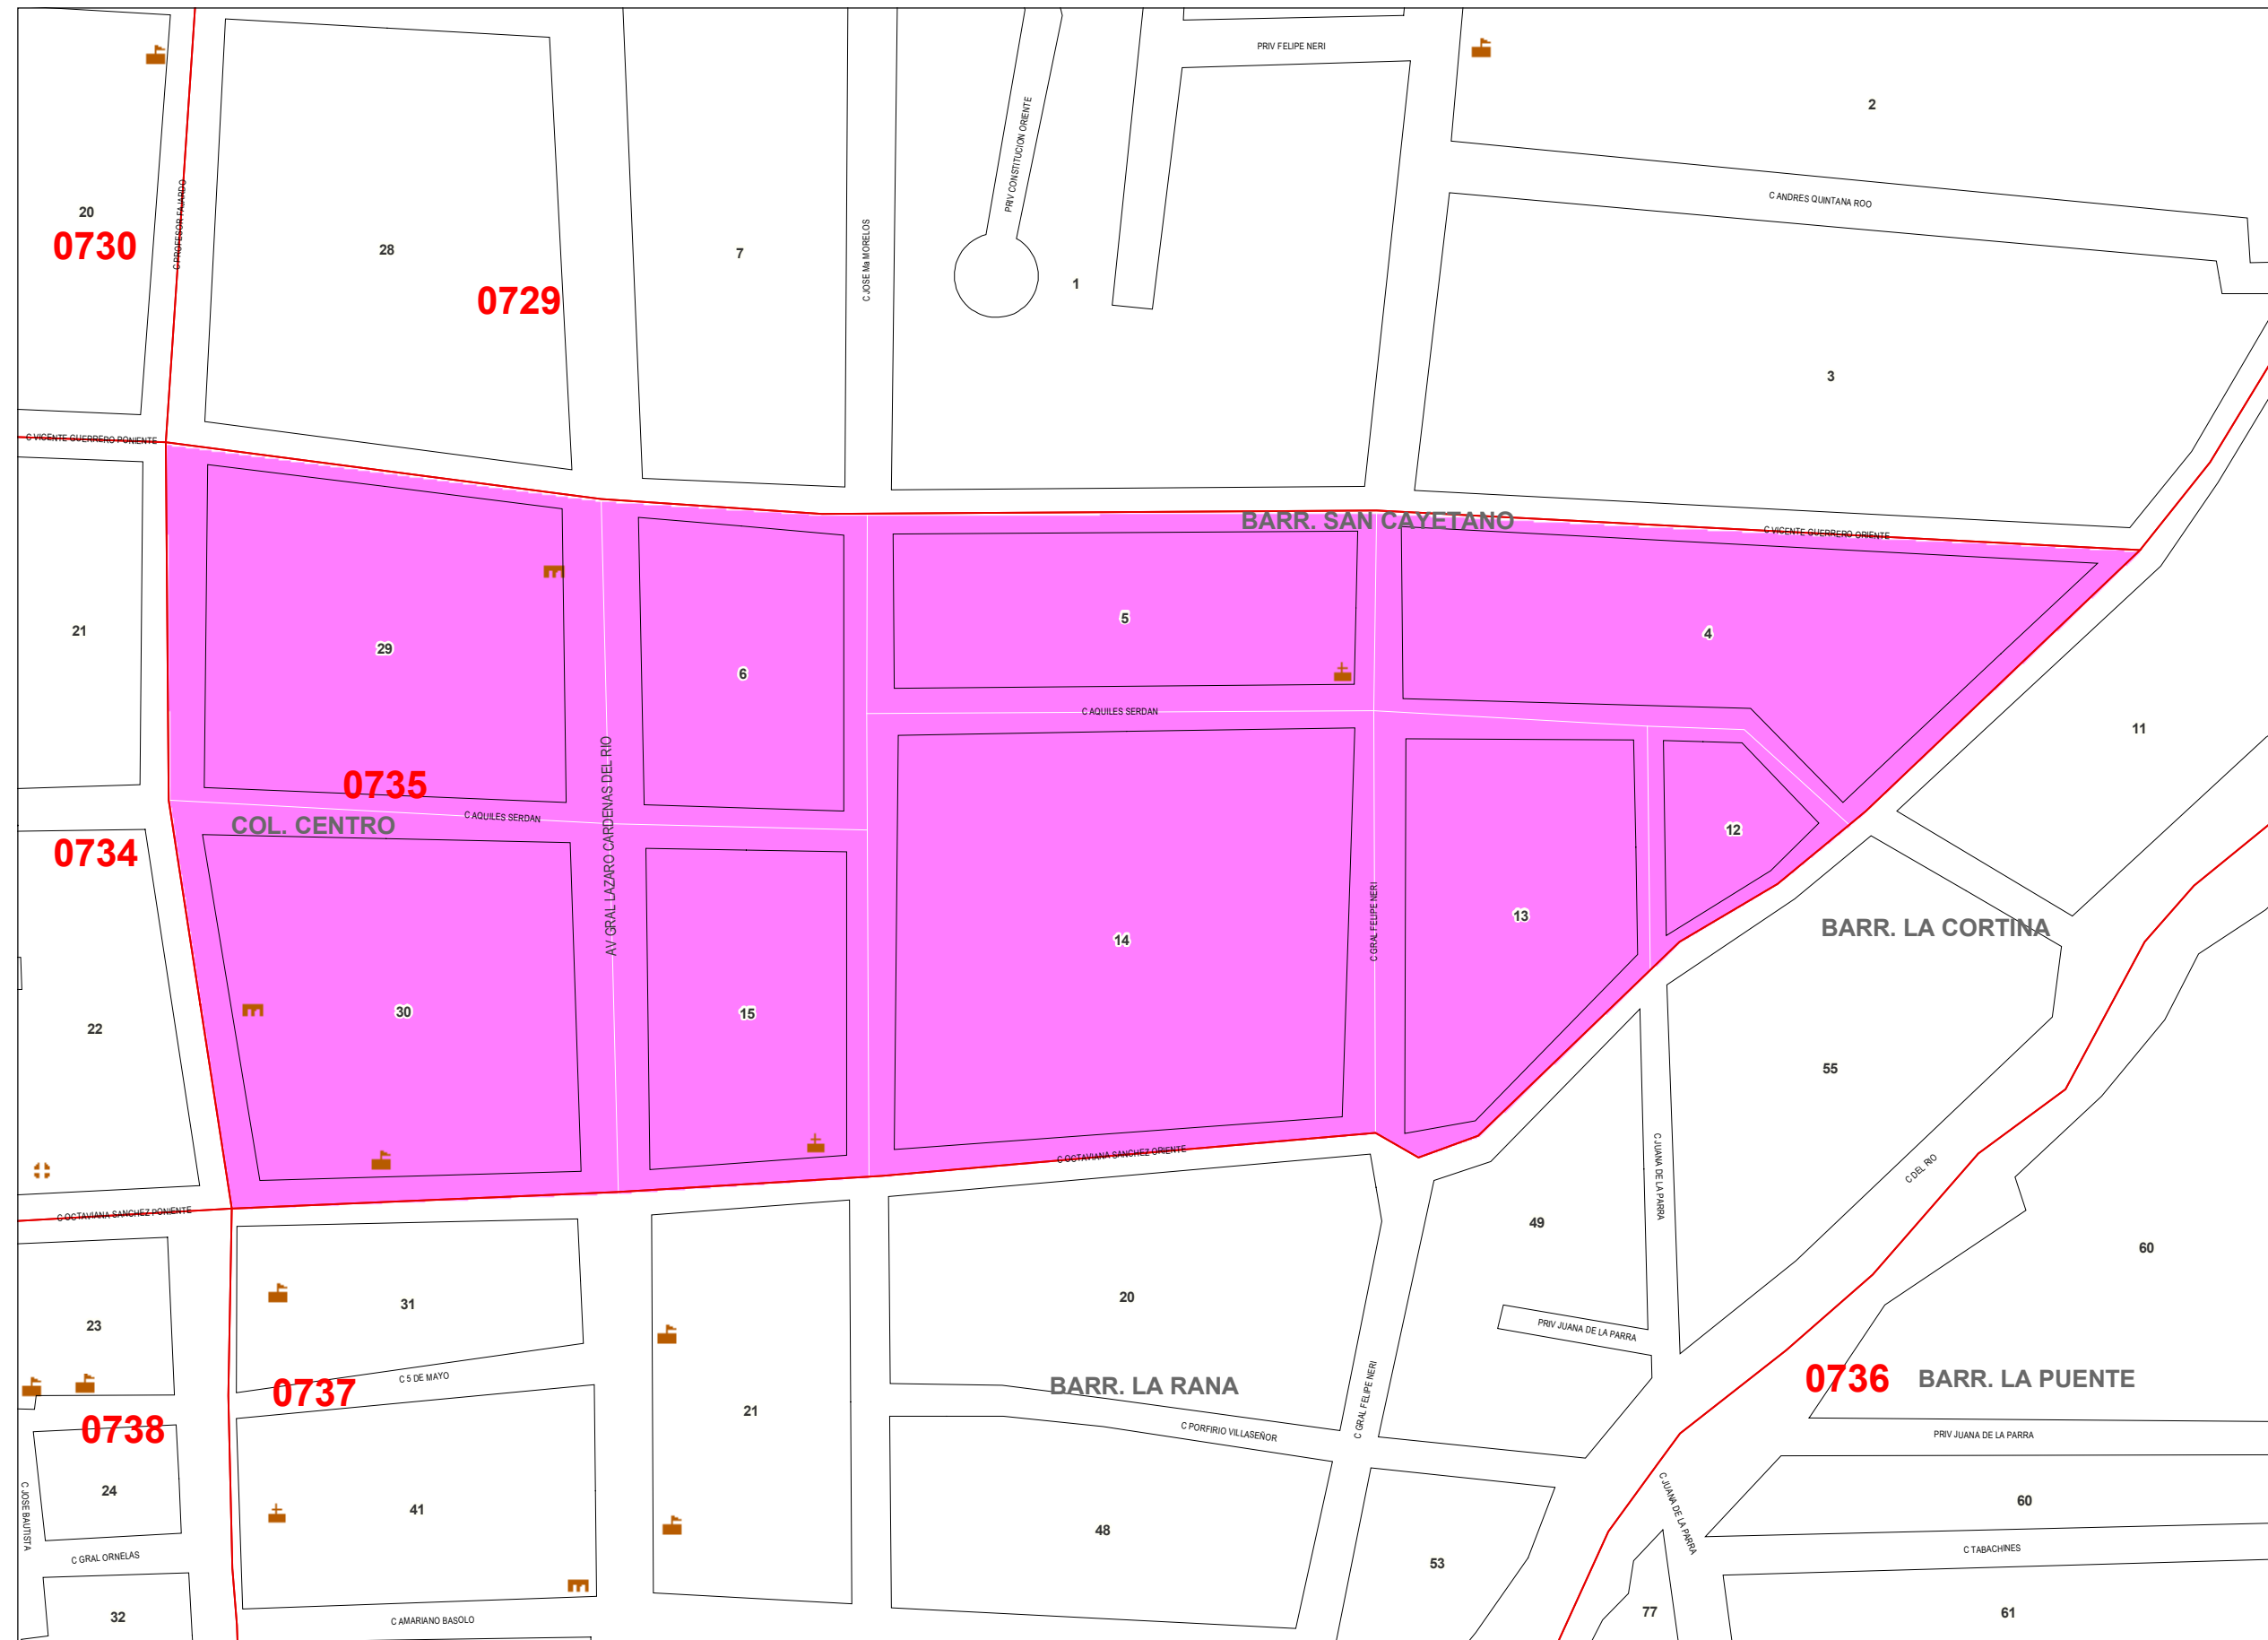 PRIV FELIPE NERI
2
PRIV CONSTITUCION ORIENTE
C ANDRES QUINTANA ROO
20
0730
C PROFESOR FAJARDO
28
7
C JOSE Ma MORELOS
1
0729
3
C VICENTE GUERRERO PONIENTE
BARR. SAN CAYETANO
C VICENTE GUERRERO ORIENTE
21
29
6
5
4
C AQUILES SERDAN
11
0735
C AQUILES SERDAN
COL. CENTRO
AV GRAL LAZARO CARDENAS DEL RIO
12
0734
C GRAL FELIPE NERI
13
BARR. LA CORTINA
14
22
30
15
55
C OCTAVIANA SANCHEZ ORIENTE
C JUANA DE LA PARRA
C DEL RIO
C OCTAVIANA SANCHEZ PONIENTE
49
60
31
20
23
PRIV JUANA DE LA PARRA
C 5 DE MAYO
0737
BARR. LA RANA
C GRAL FELIPE NERI
0736
BARR. LA PUENTE
21
0738
C PORFIRIO VILLASEÑOR
PRIV JUANA DE LA PARRA
24
C JOSE BAUTISTA
41
48
C JUANA DE LA PARRA
60
C GRAL ORNELAS
53
C TABACHINES
32
C AMARIANO BASOLO
77
61